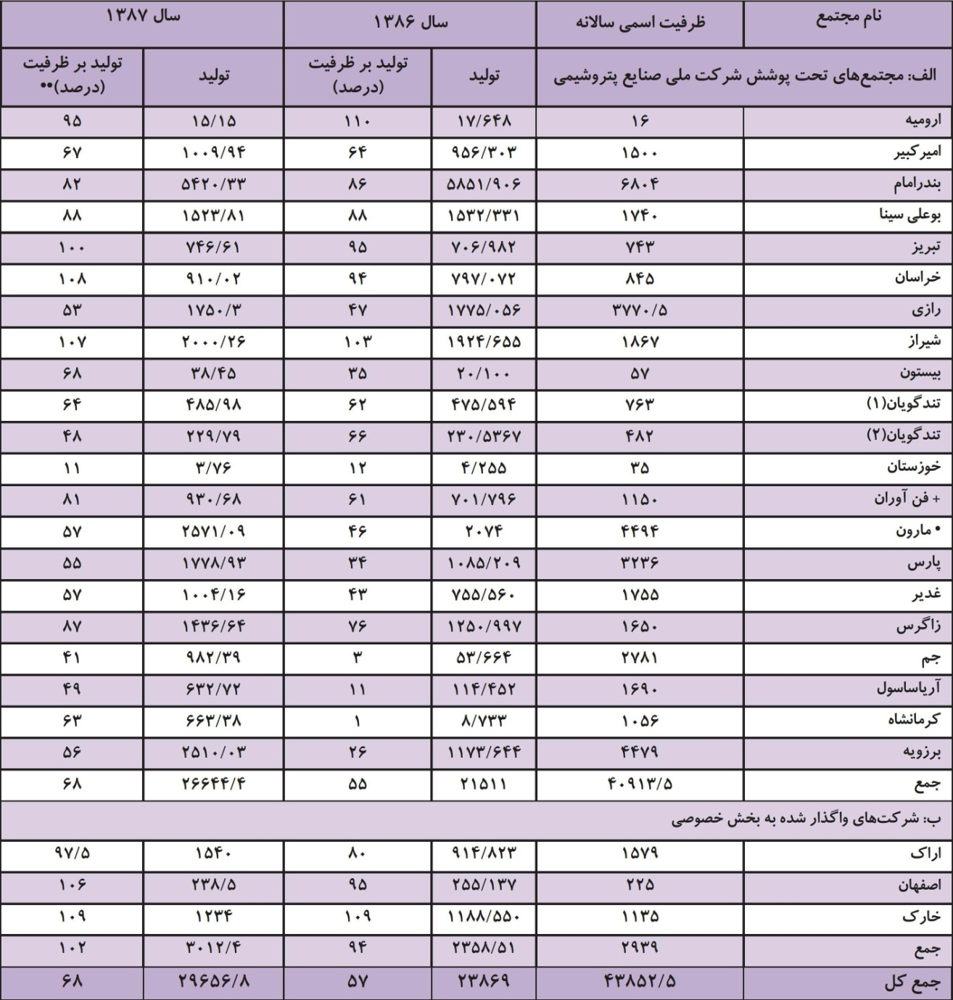 نام مجتمع ظرفیت اسمی سالانه سال ۱۳۸۶ سال ۱۳۸۷
الف: مجتمع‌های تحت پوشش شرکت ملی صنایع پتروشیمی تولید تولید بر ظرفیت (درصد) تولید تولید بر ظرفیت (درصد)••
ارومیه ۱۶ ۱۷/۶۴۸ ۱۱۰ ۱۵/۱۵ ۹۵
امیرکبیر ۱۵۰۰ ۹۵۶/۳۰۳ ۶۴ ۱۰۰۹/۹۴ ۶۷
بندرامام ۶۸۰۴ ۵۸۵۱/۹۰۶ ۸۶ ۵۴۲۰/۳۳ ۸۲
بوعلی سینا ۱۷۴۰ ۱۵۳۲/۳۳۱ ۸۸ ۱۵۲۳/۸۱ ۸۸
تبریز ۷۴۳ ۷۰۶/۹۸۲ ۹۵ ۷۴۶/۶۱ ۱۰۰
خراسان ۸۴۵ ۷۹۷/۰۷۲ ۹۴ ۹۱۰/۰۲ ۱۰۸
رازی ۳۷۷۰/۵ ۱۷۷۵/۰۵۶ ۴۷ ۱۷۵۰/۳ ۵۳
شیراز ۱۸۶۷ ۱۹۲۴/۶۵۵ ۱۰۳ ۲۰۰۰/۲۶ ۱۰۷
بیستون ۵۷ ۲۰/۱۰۰ ۳۵ ۳۸/۴۵ ۶۸
تندگویان(۱) ۷۶۳ ۴۷۵/۵۹۴ ۶۲ ۴۸۵/۹۸ ۶۴
تندگویان(۲) ۴۸۲ ۲۳۰/۵۳۶۷ ۶۶ ۲۲۹/۷۹ ۴۸
خوزستان ۳۵ ۴/۲۵۵ ۱۲ ۳/۷۶ ۱۱
+ فن آوران ۱۱۵۰ ۷۰۱/۷۹۶ ۶۱ ۹۳۰/۶۸ ۸۱
• مارون ۴۴۹۴ ۲۰۷۴ ۴۶ ۲۵۷۱/۰۹ ۵۷
پارس ۳۲۳۶ ۱۰۸۵/۲۰۹ ۳۴ ۱۷۷۸/۹۳ ۵۵
غدیر ۱۷۵۵ ۷۵۵/۵۶۰ ۴۳ ۱۰۰۴/۱۶ ۵۷
زاگرس ۱۶۵۰ ۱۲۵۰/۹۹۷ ۷۶ ۱۴۳۶/۶۴ ۸۷
جم ۲۷۸۱ ۵۳/۶۶۴ ۳ ۹۸۲/۳۹ ۴۱
آریاساسول ۱۶۹۰ ۱۱۴/۴۵۲ ۱۱ ۶۳۲/۷۲ ۴۹
کرمانشاه ۱۰۵۶ ۸/۷۳۳ ۱ ۶۶۳/۳۸ ۶۳
برزویه ۴۴۷۹ ۱۱۷۳/۶۴۴ ۲۶ ۲۵۱۰/۰۳ ۵۶
جمع ۴۰۹۱۳/۵ ۲۱۵۱۱ ۵۵ ۲۶۶۴۴/۴ ۶۸
ب: شرکت‌های واگذار شده به بخش خصوصی
اراک ۱۵۷۹ ۹۱۴/۸۲۳ ۸۰ ۱۵۴۰ ۹۷/۵
اصفهان ۲۲۵ ۲۵۵/۱۳۷ ۹۵ ۲۳۸/۵ ۱۰۶
خارک ۱۱۳۵ ۱۱۸۸/۵۵۰ ۱۰۹ ۱۲۳۴ ۱۰۹
جمع ۲۹۳۹ ۲۳۵۸/۵۱ ۹۴ ۳۰۱۲/۴ ۱۰۲
جمع کل ۴۳۸۵۲/۵ ۲۳۸۶۹ ۵۷ ۲۹۶۵۶/۸ ۶۸